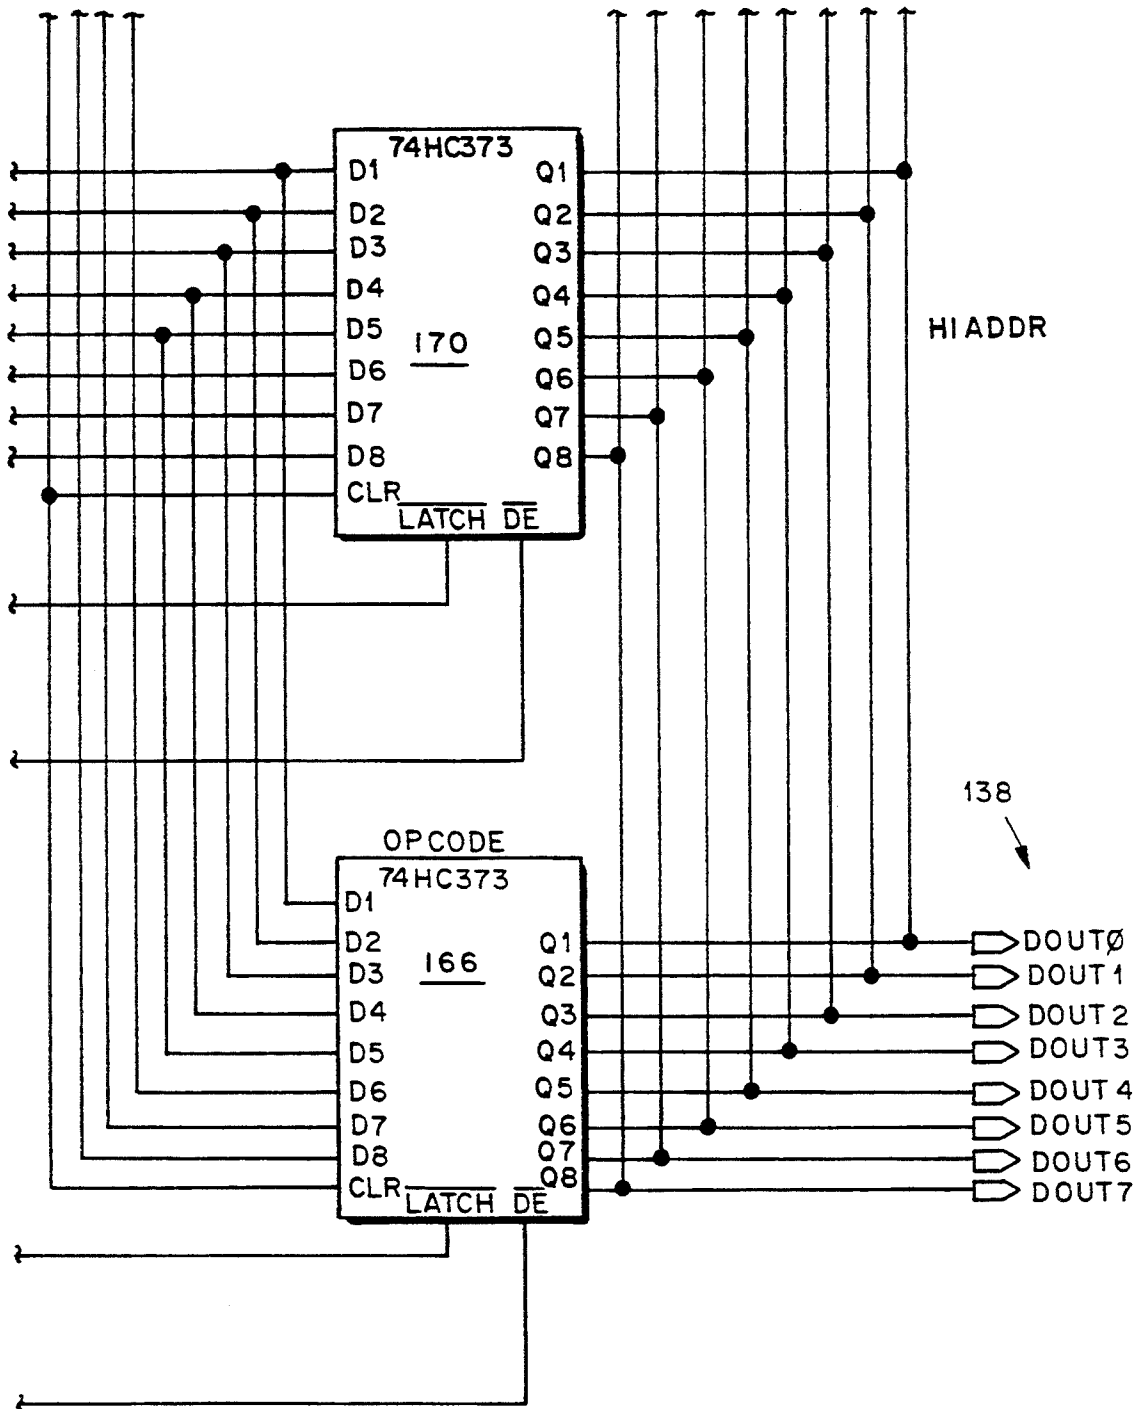 74HC373
D1 Q1
D2 Q2
D3 Q3
D4 Q4
HIADDR
D5 170 Q5
D6 Q6
D7 Q7
D8 Q8
CLR
LATCH DE
138
OPCODE
74HC373
D1
D2 Q1 DOUTØ
D3 166 Q2 DOUT1
D4 Q3 DOUT2
D5 Q4 DOUT3
D6 Q5 DOUT4
D7 Q6 DOUT5
D8 Q7 DOUT6
CLR Q8 DOUT7
LATCH DE